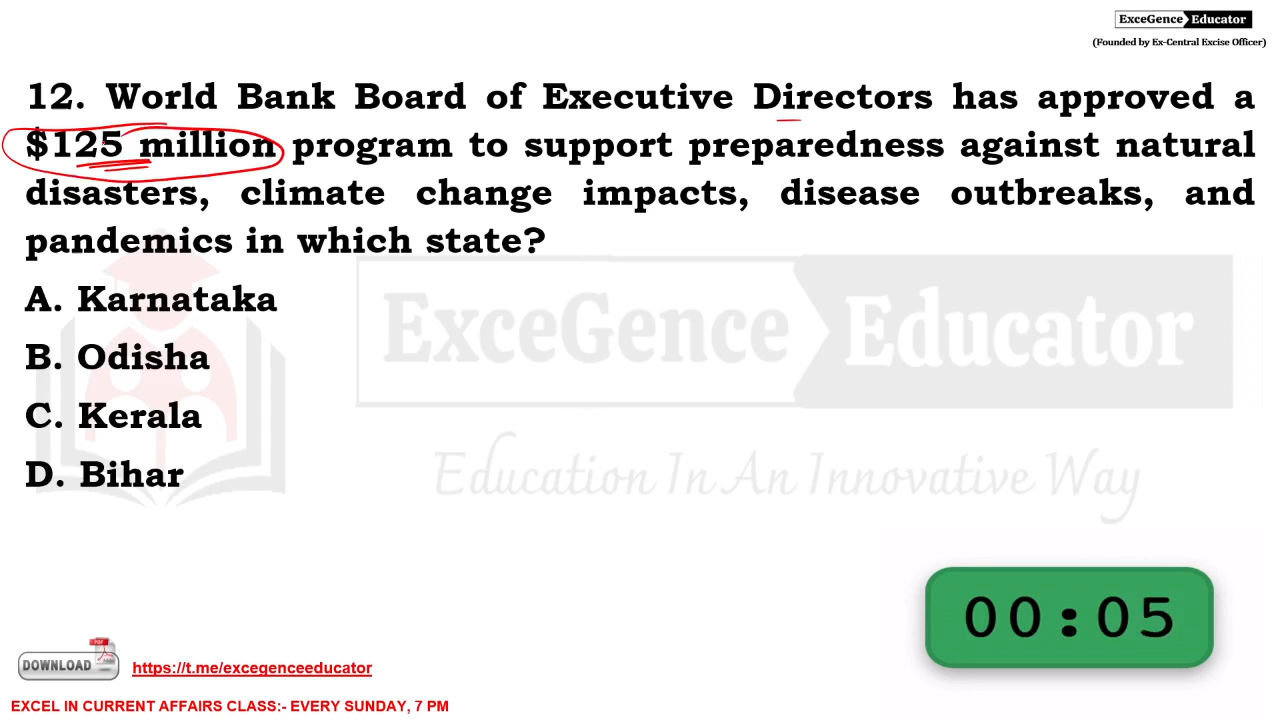 ExceGence Educator
(Founded by Ex-Central Excise Officer)
12. World Bank Board of Executive Directors has approved a
$125 million program to support preparedness against natural
disasters, climate change impacts, disease outbreaks, and
pandemics in which state?
A. Karnataka
B. Odisha
C. Kerala
D. Bihar
ExceGence Educator
Education In An Innovative Way
00:05
DOWNLOAD
PDF
https://t.me/excegenceeducator
EXCEL IN CURRENT AFFAIRS CLASS:- EVERY SUNDAY, 7 PM